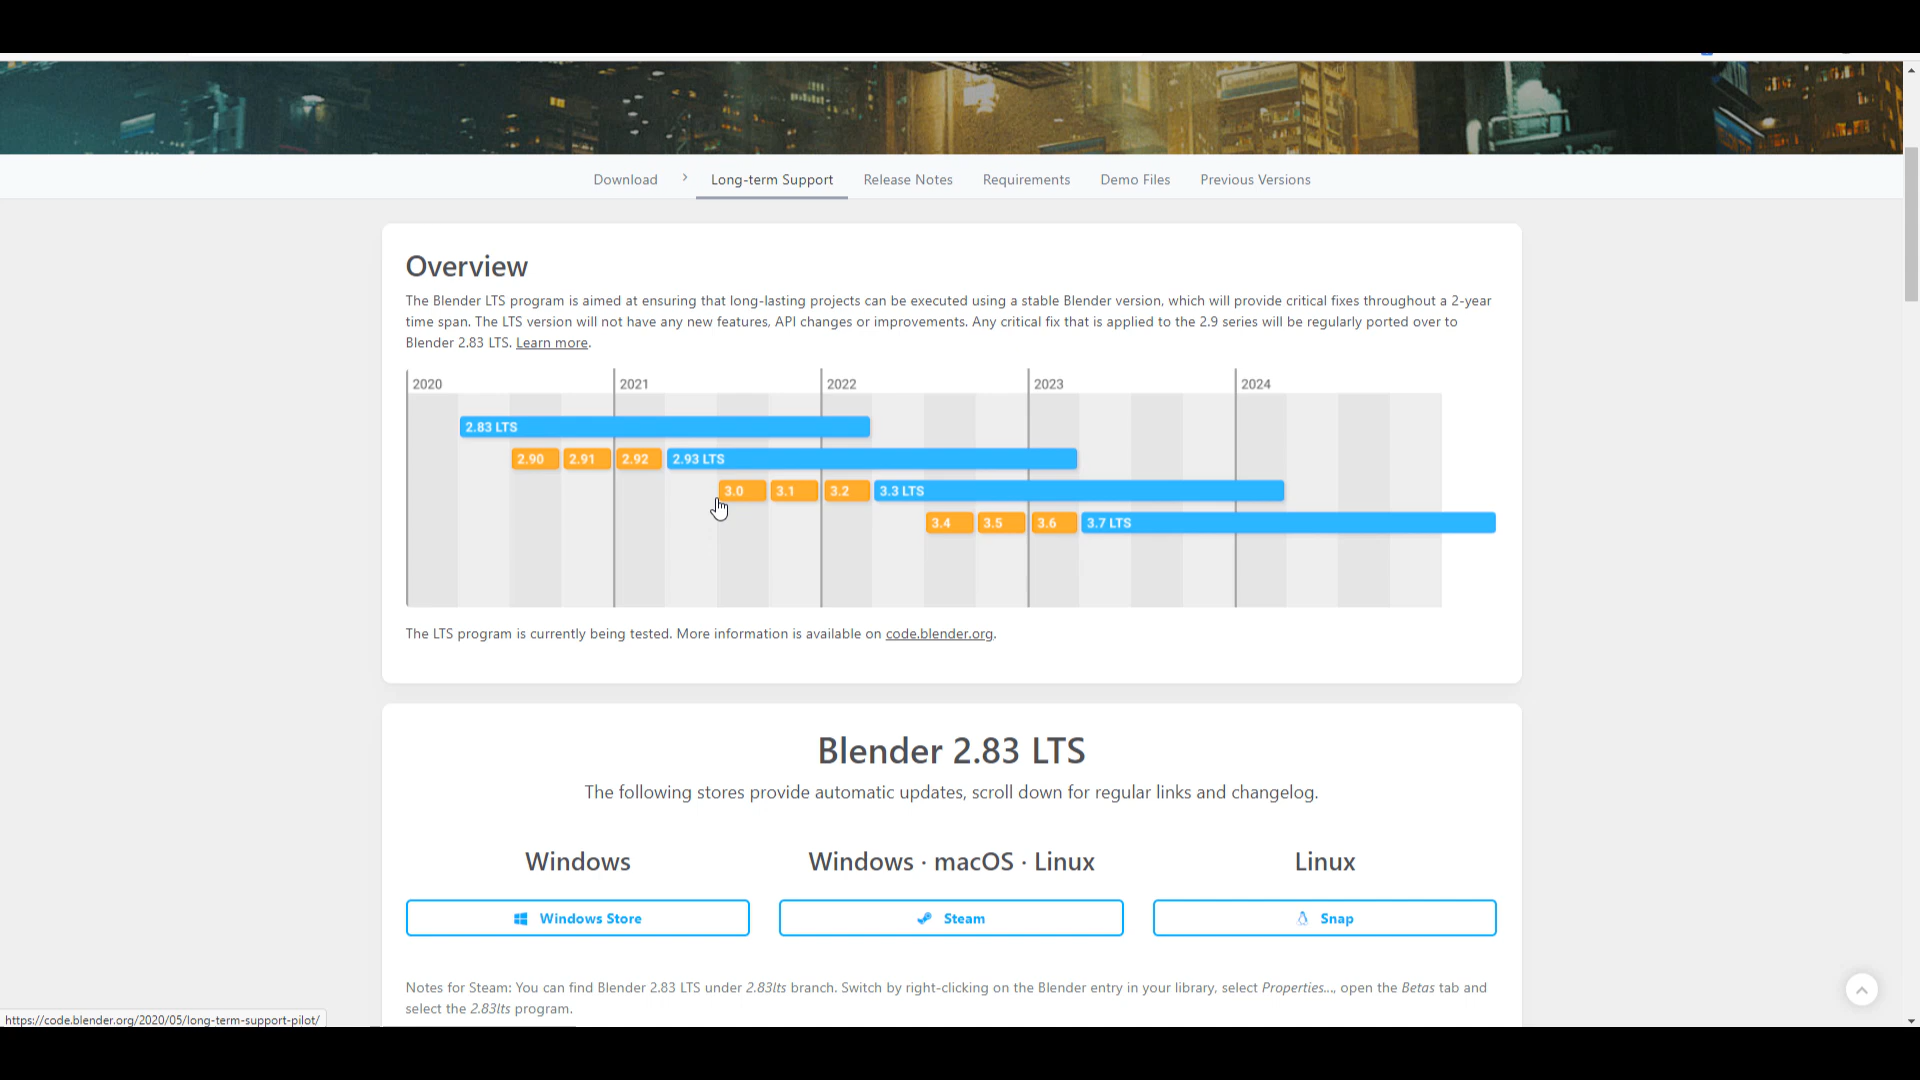 Download > Long-term Support Release Notes Requirements Demo Files Previous Versions
Overview
The Blender LTS program is aimed at ensuring that long-lasting projects can be executed using a stable Blender version, which will provide critical fixes throughout a 2-year
time span. The LTS version will not have any new features, API changes or improvements. Any critical fix that is applied to the 2.9 series will be regularly ported over to
Blender 2.83 LTS. Learn more.
2020 2021 2022 2023 2024
2.83 LTS
2.90 2.91 2.92 2.93 LTS
3.0 3.1 3.2 3.3 LTS
3.4 3.5 3.6 3.7 LTS
The LTS program is currently being tested. More information is available on code.blender.org.
Blender 2.83 LTS
The following stores provide automatic updates, scroll down for regular links and changelog.
Windows Windows · macOS · Linux Linux
Windows Store Steam Snap
Notes for Steam: You can find Blender 2.83 LTS under 2.83lts branch. Switch by right-clicking on the Blender entry in your library, select Properties..., open the Betas tab and
select the 2.83lts program.
https://code.blender.org/2020/05/long-term-support-pilot/